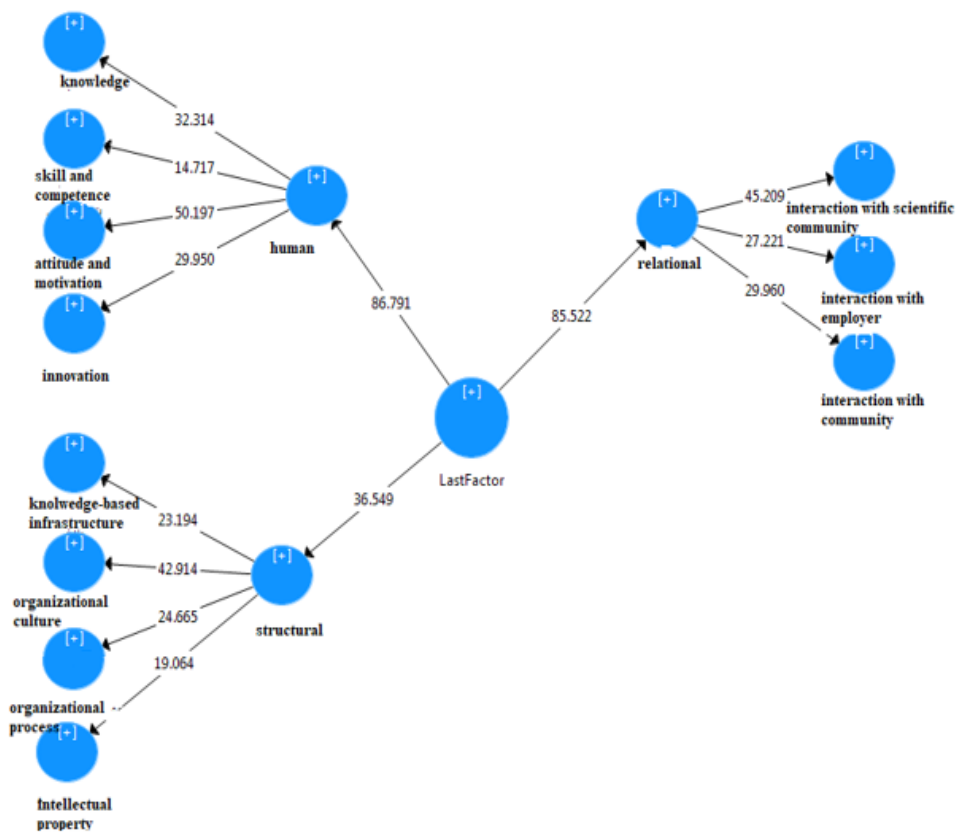 [+]
knowledge
32.314
[+]
14.717
skill and
competence
[+]
50.197
attitude and
motivation
29.950
[+]
innovation
[+]
human
86.791
[+]
relational
85.522
45.209
[+]
interaction with scientific
community
27.221
[+]
interaction with
employer
29.960
[+]
interaction with
community
[+]
LastFactor
36.549
[+]
knolwedge-based
infrastructure
23.194
[+]
42.914
organizational
culture
[+]
24.665
organizational
process
19.064
[+]
structural
[+]
Intellectual
property